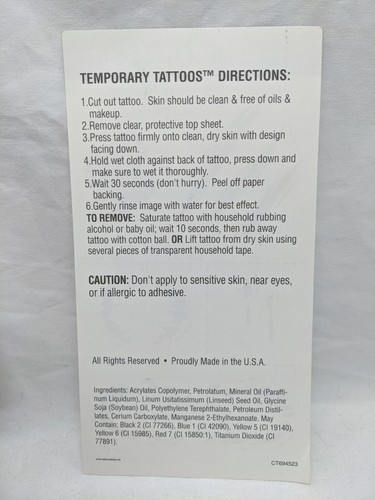 TEMPORARY TATTOOS™ DIRECTIONS:
1.Cut out tattoo. Skin should be clean & free of oils &
makeup.
2.Remove clear, protective top sheet.
3.Press tattoo firmly onto clean, dry skin with design
facing down.
4.Hold wet cloth against back of tattoo, press down and
make sure to wet it thoroughly.
5.Wait 30 seconds (don't hurry). Peel off paper
backing.
6.Gently rinse image with water for best effect.
TO REMOVE: Saturate tattoo with household rubbing
alcohol or baby oil; wait 10 seconds, then rub away
tattoo with cotton ball. OR Lift tattoo from dry skin using
several pieces of transparent household tape.
CAUTION: Don't apply to sensitive skin, near eyes,
or if allergic to adhesive.
All Rights Reserved • Proudly Made in the U.S.A.
Ingredients: Acrylates Copolymer, Petrolatum, Mineral Oil (Paraffi-
num Liquidum), Linum Usitatissimum (Linseed) Seed Oil, Glycine
Soja (Soybean) Oil, Polyethylene Terephthalate, Petroleum Distil-
lates, Cerium Carboxylate, Manganese 2-Ethylhexanoate. May
Contain: Black 2 (CI 77266), Blue 1 (CI 42090), Yellow 5 (CI 19140),
Yellow 6 (CI 15985), Red 7 (CI 15850:1), Titanium Dioxide (CI
77891).
CT694523